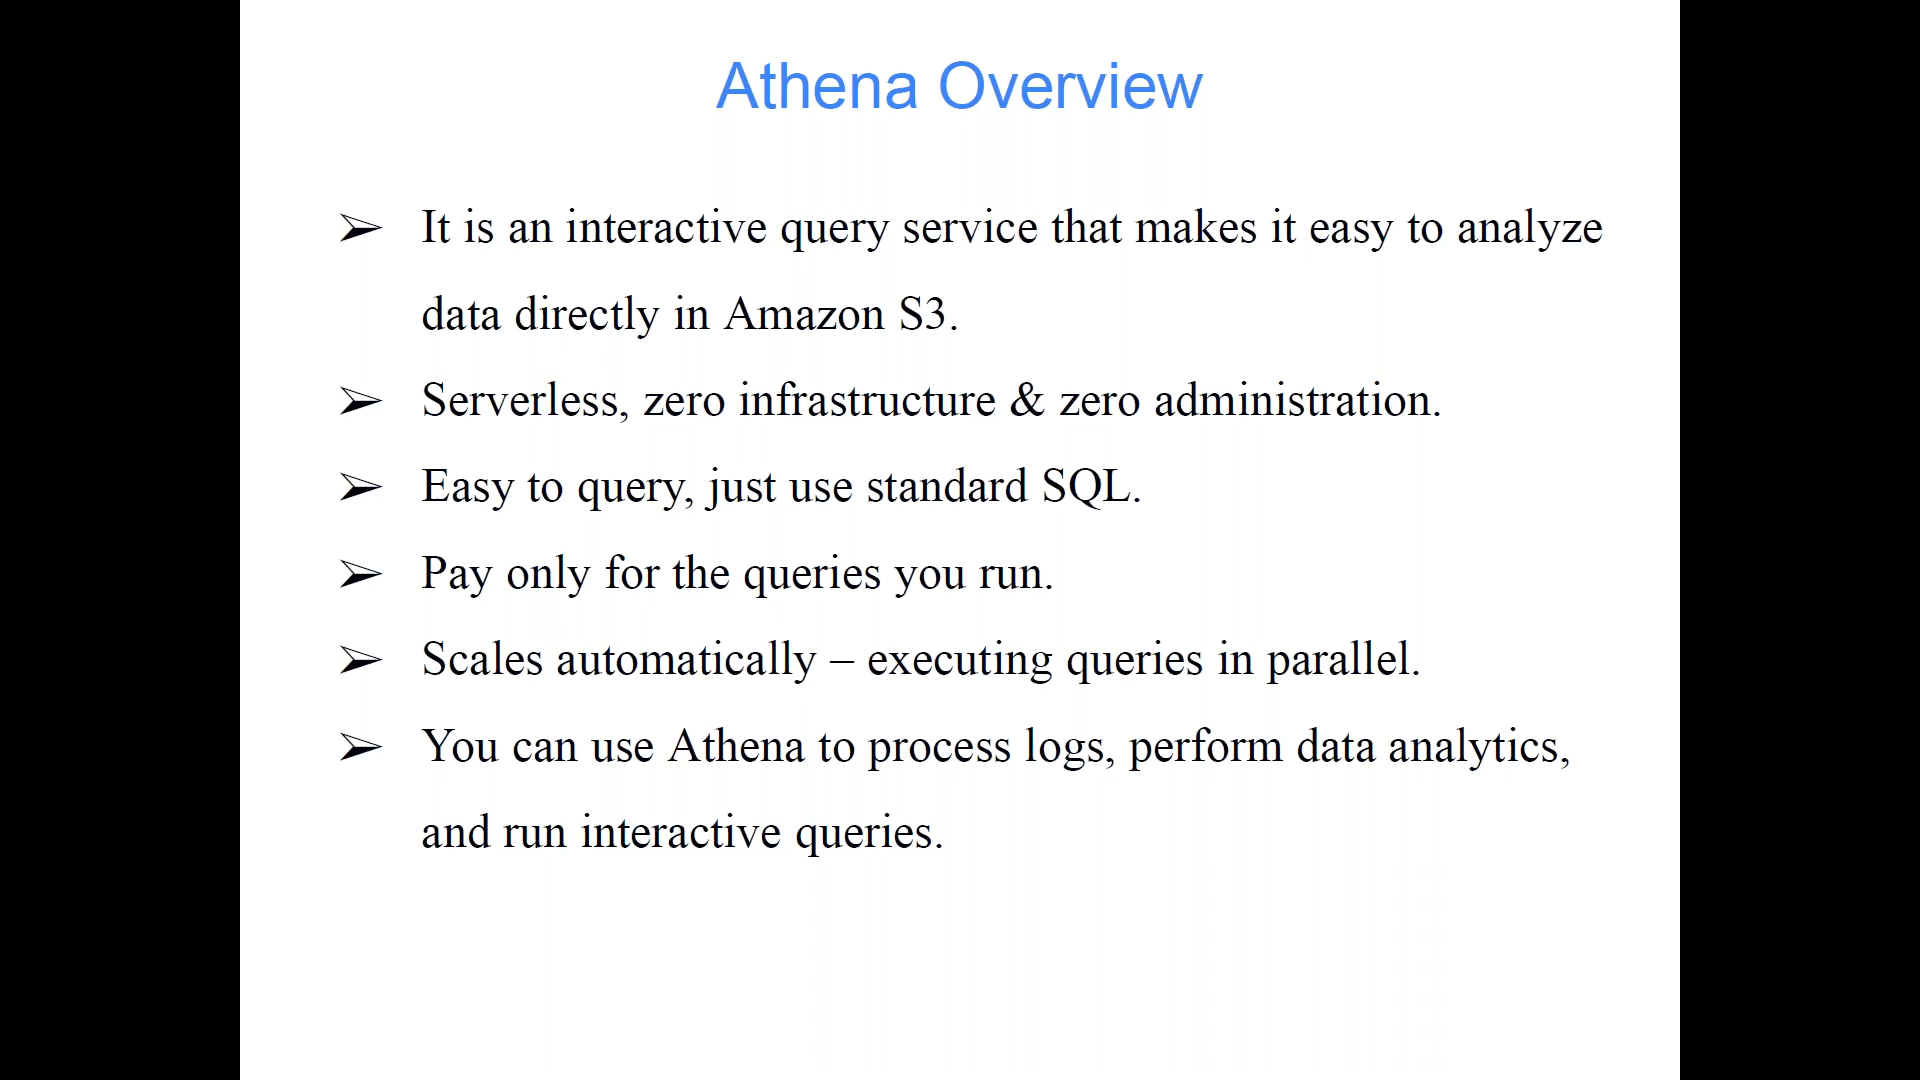 Athena Overview
➢ It is an interactive query service that makes it easy to analyze
data directly in Amazon S3.
➢ Serverless, zero infrastructure & zero administration.
➢ Easy to query, just use standard SQL.
➢ Pay only for the queries you run.
➢ Scales automatically – executing queries in parallel.
➢ You can use Athena to process logs, perform data analytics,
and run interactive queries.